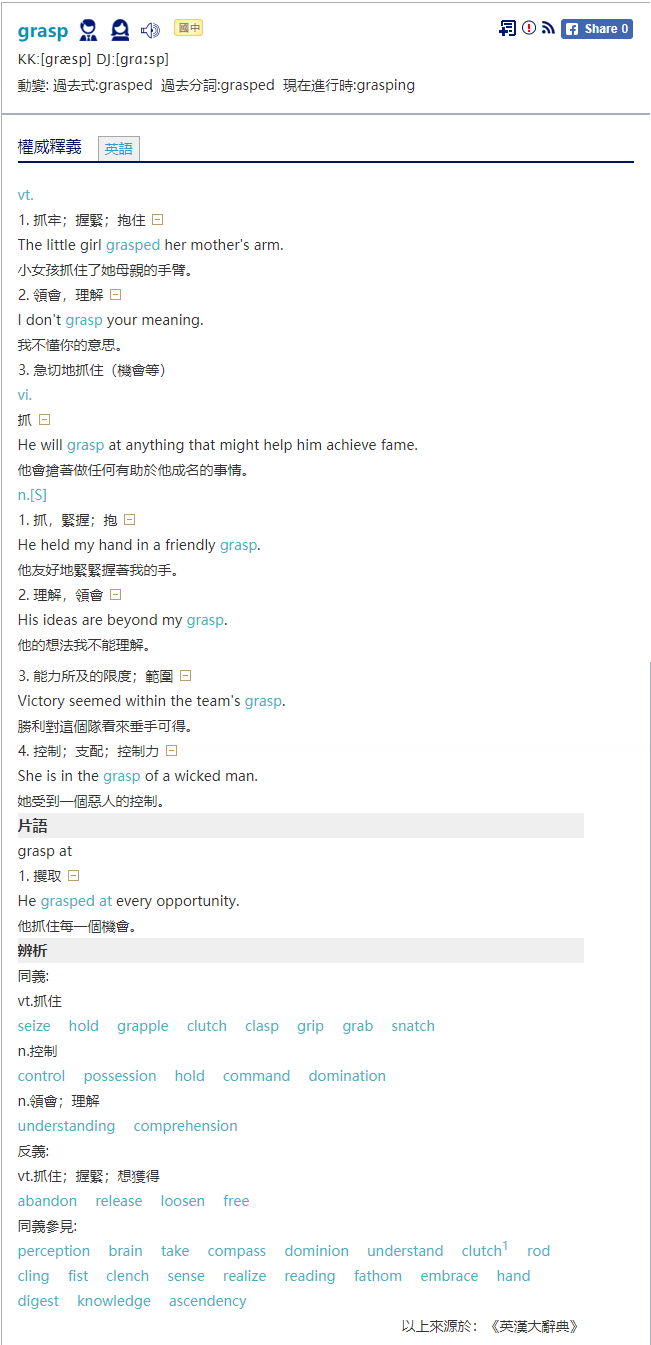 grasp 國中 Share 0
KK:[græsp] DJ:[grɑ:sp]
動變: 過去式:grasped 過去分詞:grasped 現在進行時:grasping
權威釋義 英語
vt.
1. 抓牢；握緊；抱住
The little girl grasped her mother's arm.
小女孩抓住了她母親的手臂。
2. 領會，理解
I don't grasp your meaning.
我不懂你的意思。
3. 急切地抓住（機會等）
vi.
抓
He will grasp at anything that might help him achieve fame.
他會搶著做任何有助於他成名的事情。
n.[S]
1. 抓，緊握；抱
He held my hand in a friendly grasp.
他友好地緊緊握著我的手。
2. 理解，領會
His ideas are beyond my grasp.
他的想法我不能理解。
3. 能力所及的限度；範圍
Victory seemed within the team's grasp.
勝利對這個隊看來垂手可得。
4. 控制；支配；控制力
She is in the grasp of a wicked man.
她受到一個惡人的控制。
片語
grasp at
1. 攫取
He grasped at every opportunity.
他抓住每一個機會。
辨析
同義:
vt.抓住
seize hold grapple clutch clasp grip grab snatch
n.控制
control possession hold command domination
n.領會；理解
understanding comprehension
反義:
vt.抓住；握緊；想獲得
abandon release loosen free
同義參見:
perception brain take compass dominion understand clutch¹ rod
cling fist clench sense realize reading fathom embrace hand
digest knowledge ascendency
以上來源於：《英漢大辭典》